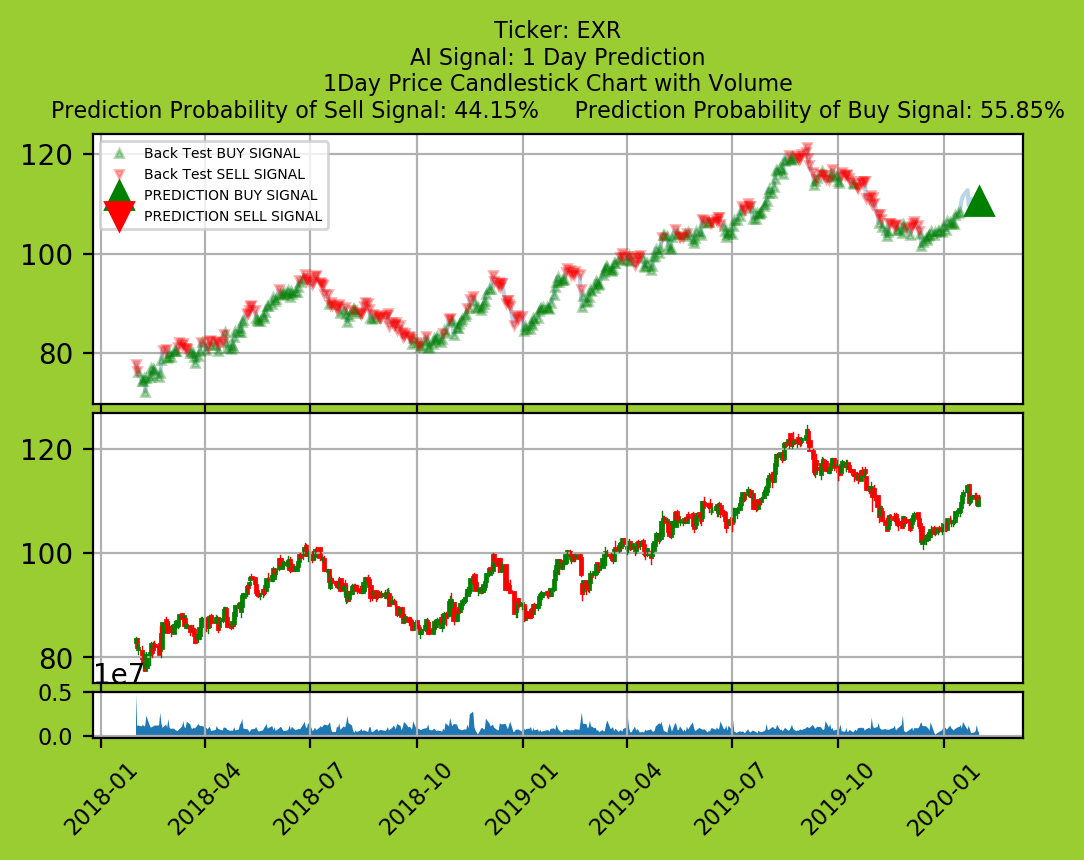 Ticker: EXR
AI Signal: 1 Day Prediction
1Day Price Candlestick Chart with Volume
Prediction Probability of Sell Signal: 44.15% Prediction Probability of Buy Signal: 55.85%
Back Test BUY SIGNAL
Back Test SELL SIGNAL
PREDICTION BUY SIGNAL
PREDICTION SELL SIGNAL
120
100
80
120
100
80
1e7
0.5
0.0
2018-01
2018-04
2018-07
2018-10
2019-01
2019-04
2019-07
2019-10
2020-01